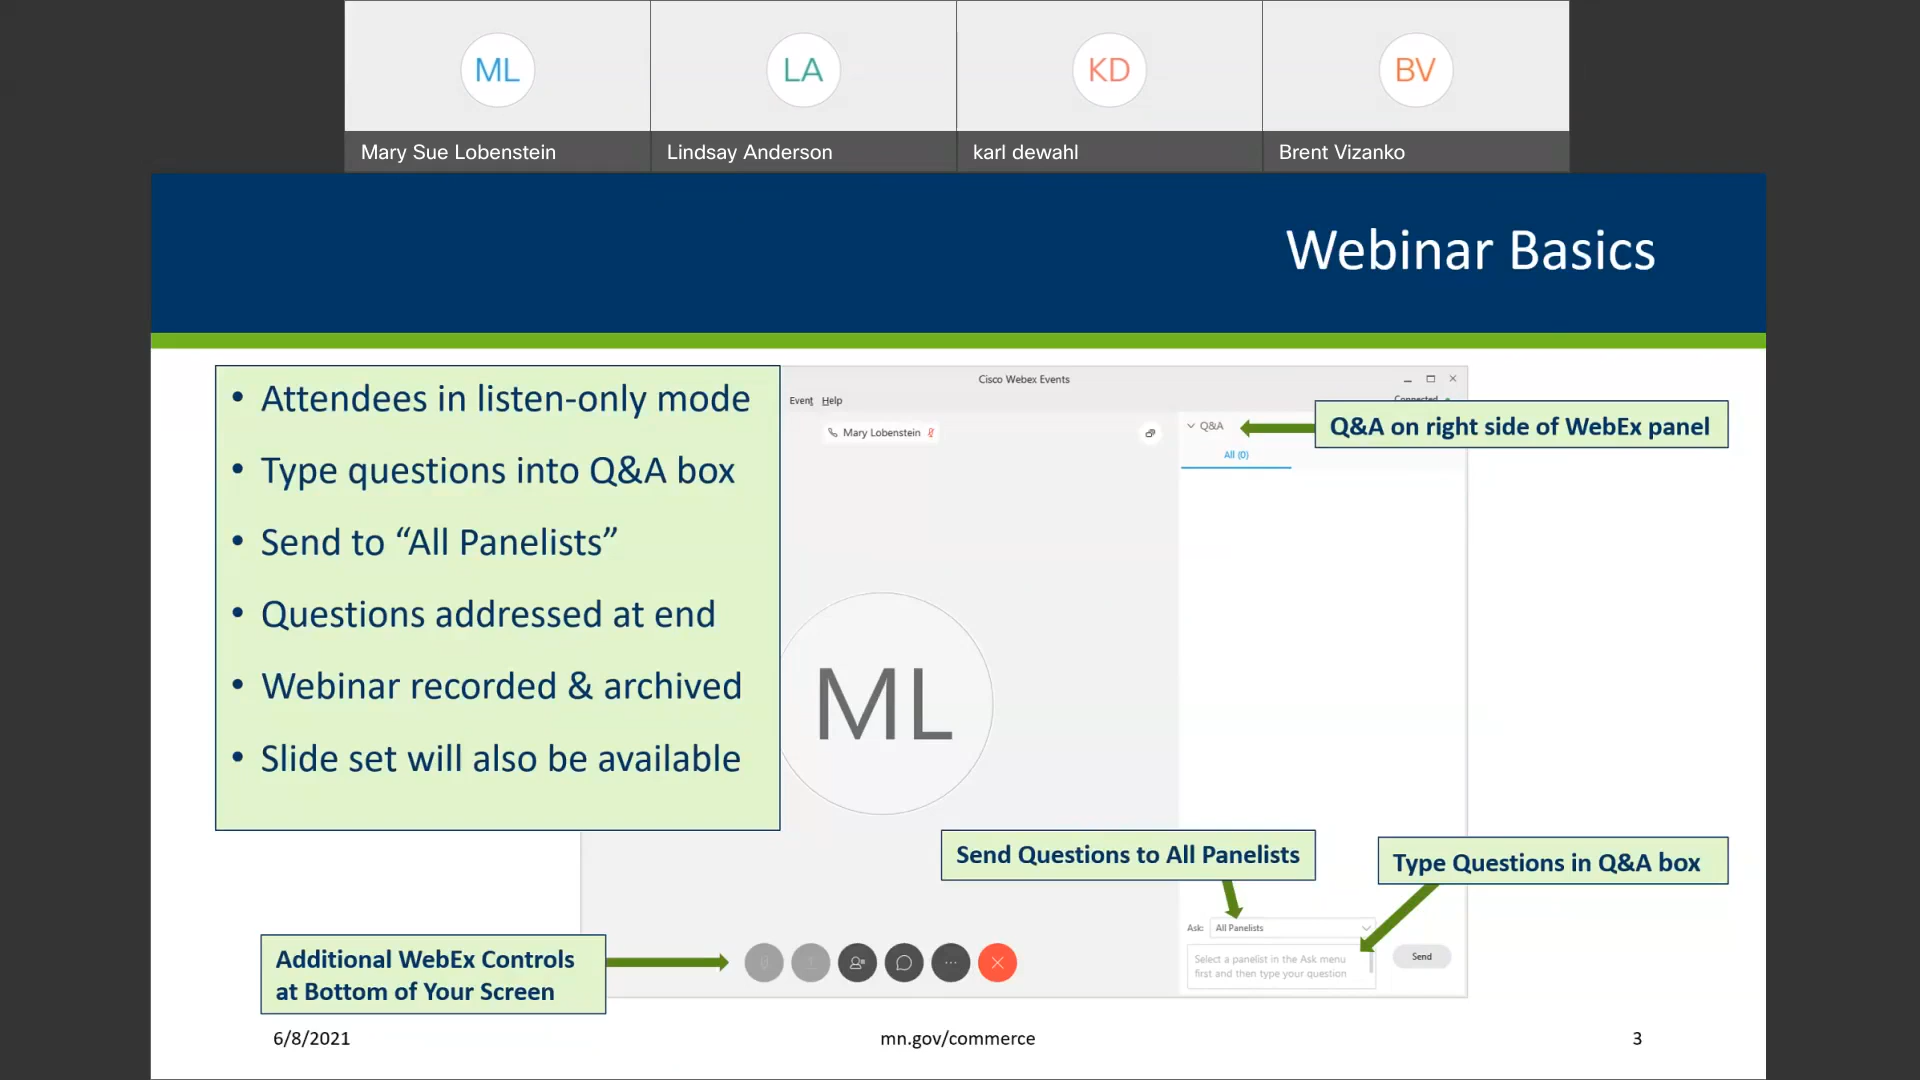 ML
LA
KD
BV
Mary Sue Lobenstein
Lindsay Anderson
karl dewahl
Brent Vizanko
Webinar Basics
• Attendees in listen-only mode
• Type questions into Q&A box
• Send to “All Panelists”
• Questions addressed at end
• Webinar recorded & archived
• Slide set will also be available
Cisco Webex Events
Event Help
Connected
Mary Lobenstein
Q&A
All (0)
Q&A on right side of WebEx panel
ML
Send Questions to All Panelists
Type Questions in Q&A box
Ask: All Panelists
Select a panelist in the Ask menu
first and then type your question
Send
Additional WebEx Controls
at Bottom of Your Screen
6/8/2021
mn.gov/commerce
3